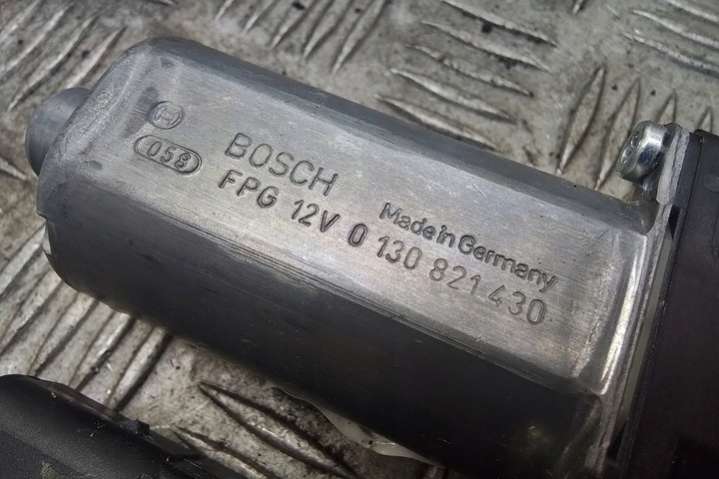 058
BOSCH
FPG 12V 0 130 821 430
Made in Germany